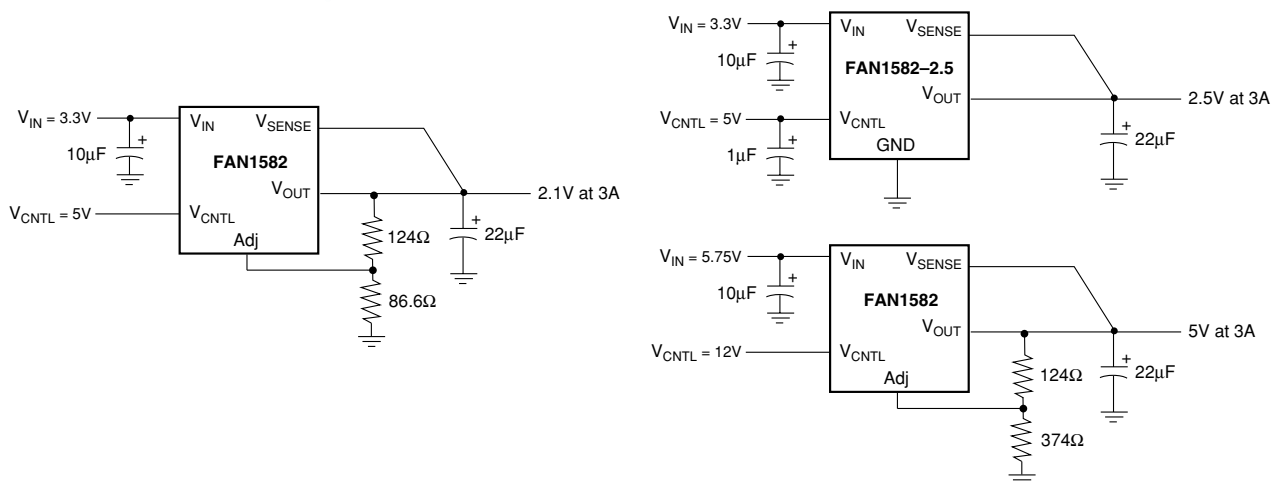 V_IN = 3.3V
10µF
+
V_IN
V_SENSE
FAN1582
V_OUT
2.1V at 3A
V_CNTL = 5V
V_CNTL
Adj
124Ω
+
22µF
86.6Ω
V_IN = 3.3V
10µF
+
V_IN
V_SENSE
FAN1582–2.5
V_OUT
2.5V at 3A
V_CNTL = 5V
1µF
+
V_CNTL
GND
+
22µF
V_IN = 5.75V
10µF
+
V_IN
V_SENSE
FAN1582
V_OUT
5V at 3A
V_CNTL = 12V
V_CNTL
Adj
124Ω
+
22µF
374Ω